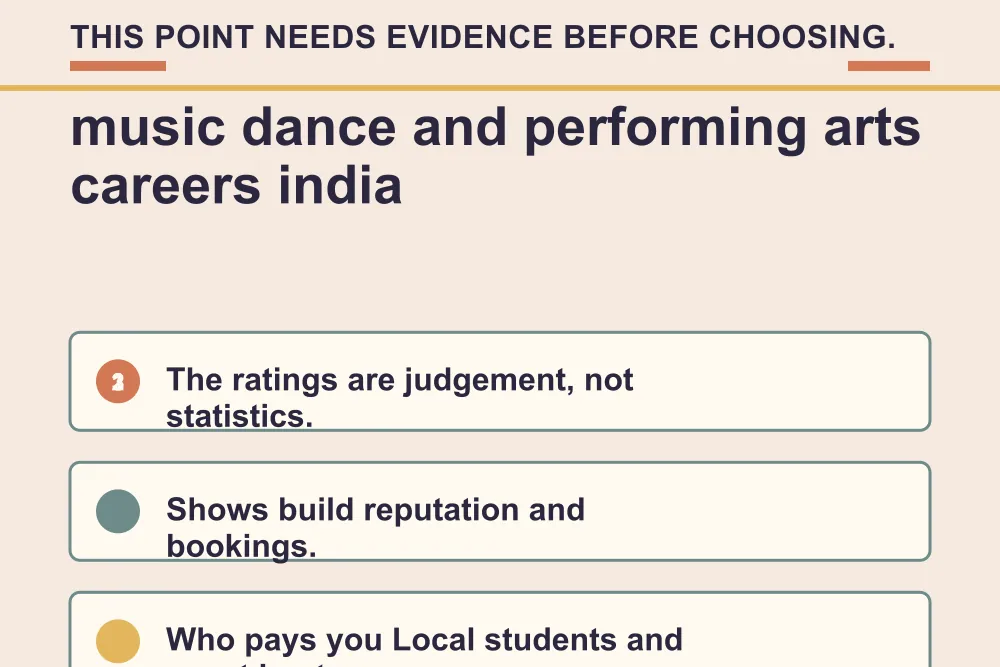 THIS POINT NEEDS EVIDENCE BEFORE CHOOSING.
music dance and performing arts
careers india
The ratings are judgement, not
statistics.
Shows build reputation and
bookings.
Who pays you Local students and